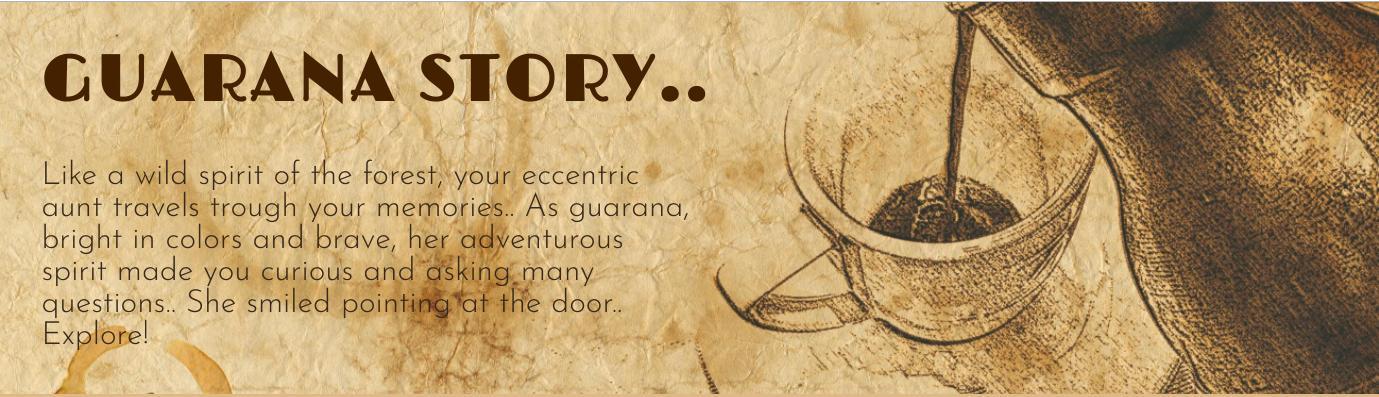 GUARANA STORY..
Like a wild spirit of the forest, your eccentric
aunt travels trough your memories.. As guarana,
bright in colors and brave, her adventurous
spirit made you curious and asking many
questions.. She smiled pointing at the door..
Explore!